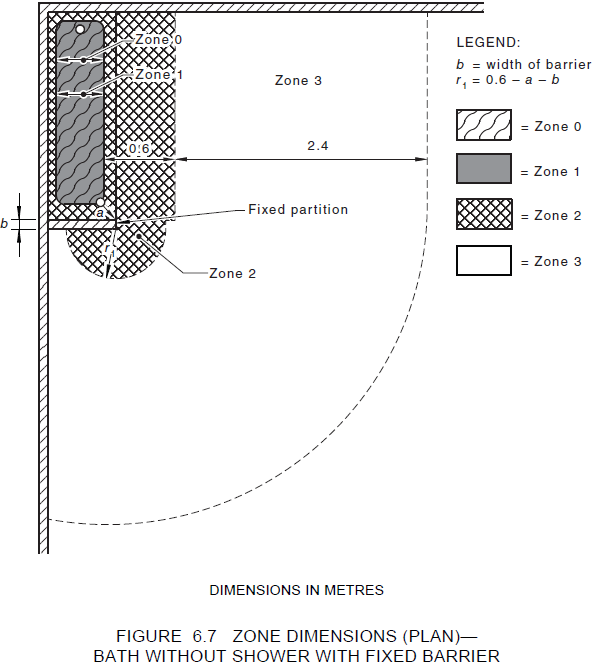 Zone 0
Zone 1
Zone 3
0.6
2.4
a
b
Fixed partition
r1
Zone 2
LEGEND:
b = width of barrier
r1 = 0.6 – a – b
= Zone 0
= Zone 1
= Zone 2
= Zone 3
DIMENSIONS IN METRES
FIGURE 6.7 ZONE DIMENSIONS (PLAN)—
BATH WITHOUT SHOWER WITH FIXED BARRIER